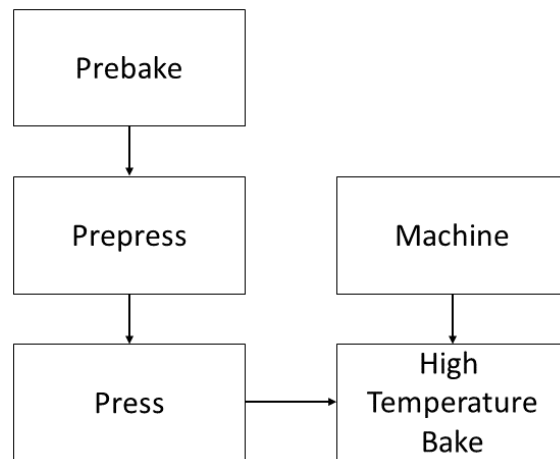 Prebake
Prepress
Machine
Press
High
Temperature
Bake